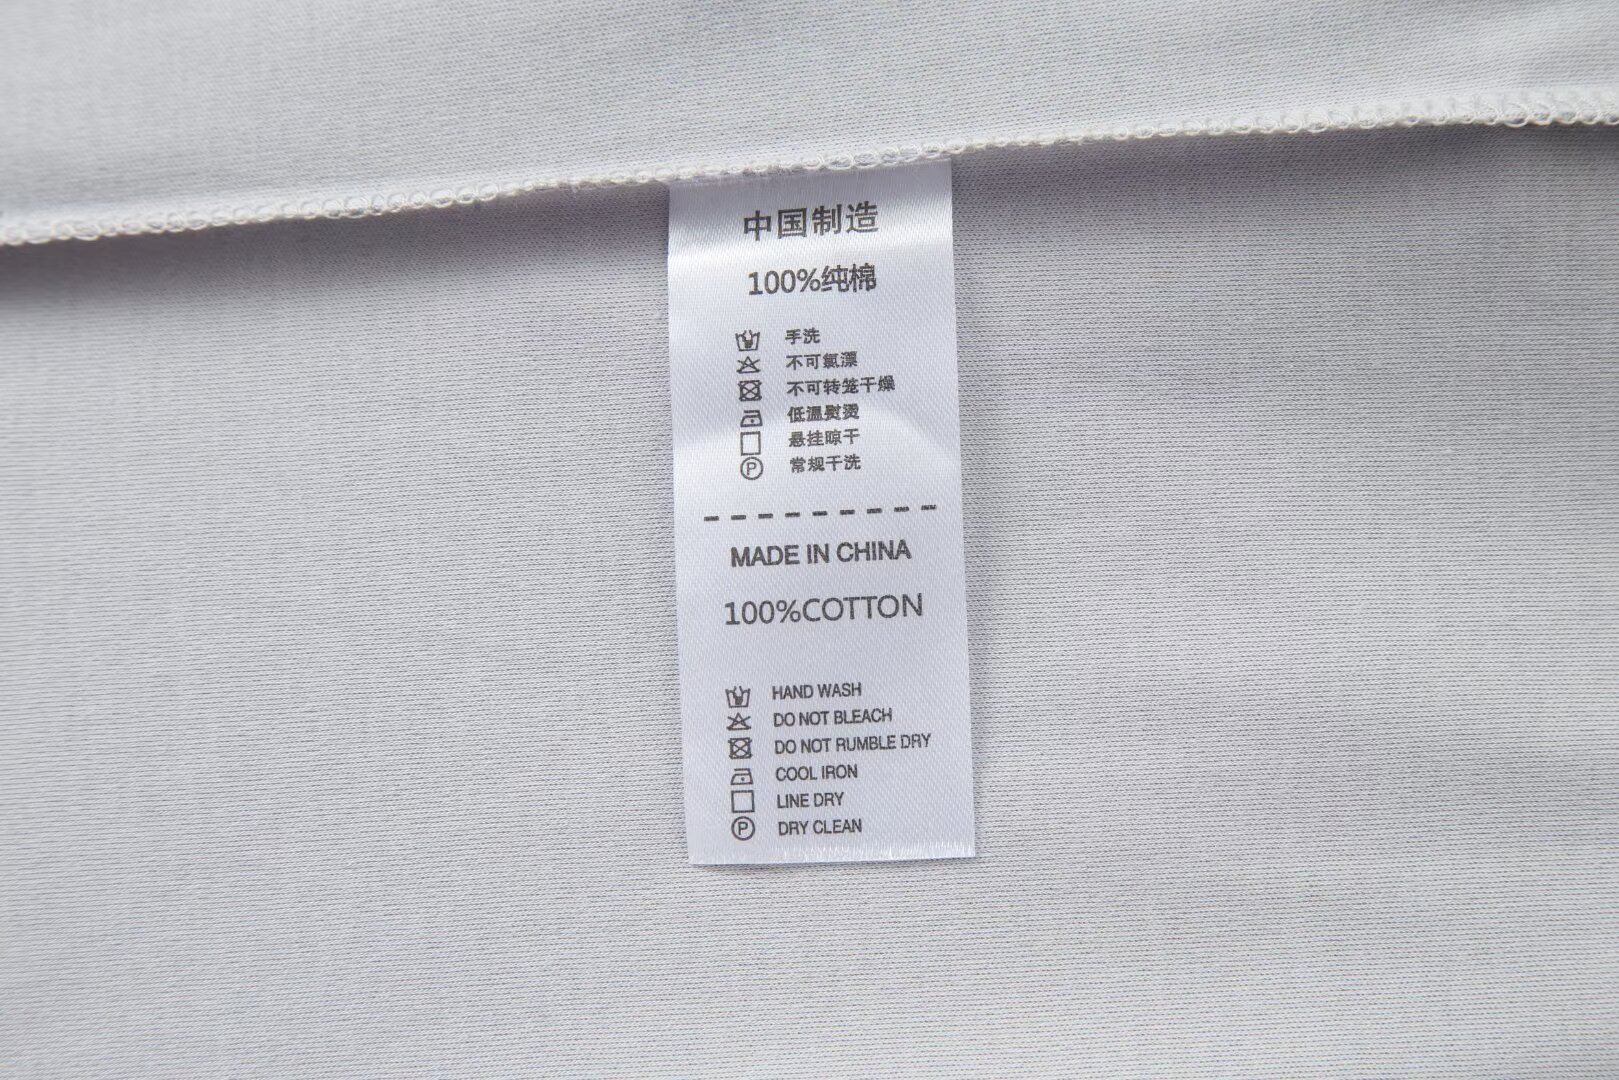 中国制造
100%纯棉
手洗
不可氯漂
不可转笼干燥
低温熨烫
悬挂晾干
P 常规干洗
MADE IN CHINA
100%COTTON
HAND WASH
DO NOT BLEACH
DO NOT RUMBLE DRY
COOL IRON
LINE DRY
P DRY CLEAN